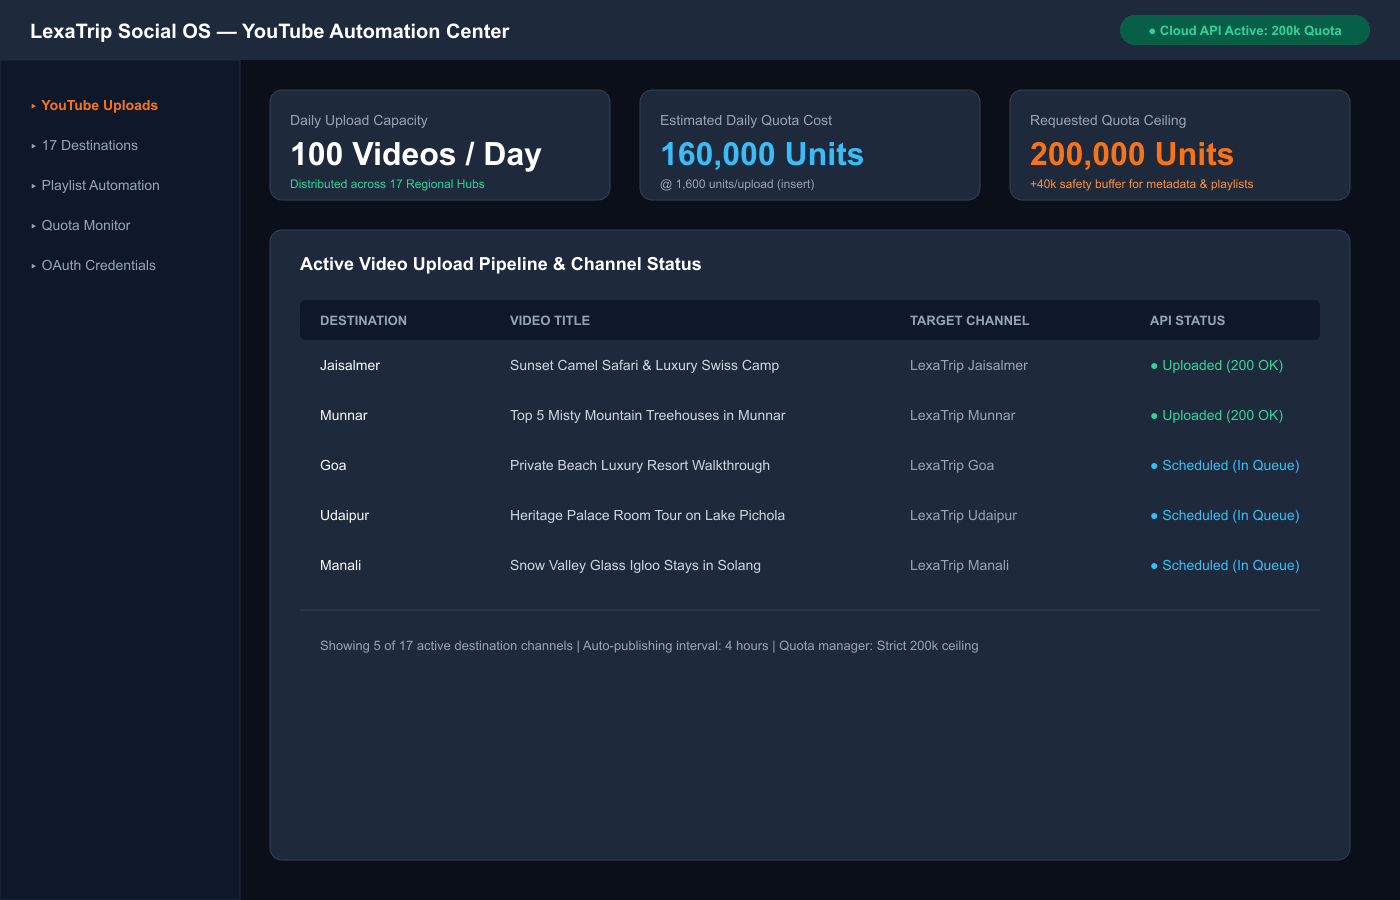 LexaTrip Social OS — YouTube Automation Center
● Cloud API Active: 200k Quota
▸ YouTube Uploads
▸ 17 Destinations
▸ Playlist Automation
▸ Quota Monitor
▸ OAuth Credentials
Daily Upload Capacity
100 Videos / Day
Distributed across 17 Regional Hubs
Estimated Daily Quota Cost
160,000 Units
@ 1,600 units/upload (insert)
Requested Quota Ceiling
200,000 Units
+40k safety buffer for metadata & playlists
Active Video Upload Pipeline & Channel Status
DESTINATION VIDEO TITLE TARGET CHANNEL API STATUS
Jaisalmer Sunset Camel Safari & Luxury Swiss Camp LexaTrip Jaisalmer ● Uploaded (200 OK)
Munnar Top 5 Misty Mountain Treehouses in Munnar LexaTrip Munnar ● Uploaded (200 OK)
Goa Private Beach Luxury Resort Walkthrough LexaTrip Goa ● Scheduled (In Queue)
Udaipur Heritage Palace Room Tour on Lake Pichola LexaTrip Udaipur ● Scheduled (In Queue)
Manali Snow Valley Glass Igloo Stays in Solang LexaTrip Manali ● Scheduled (In Queue)
Showing 5 of 17 active destination channels | Auto-publishing interval: 4 hours | Quota manager: Strict 200k ceiling